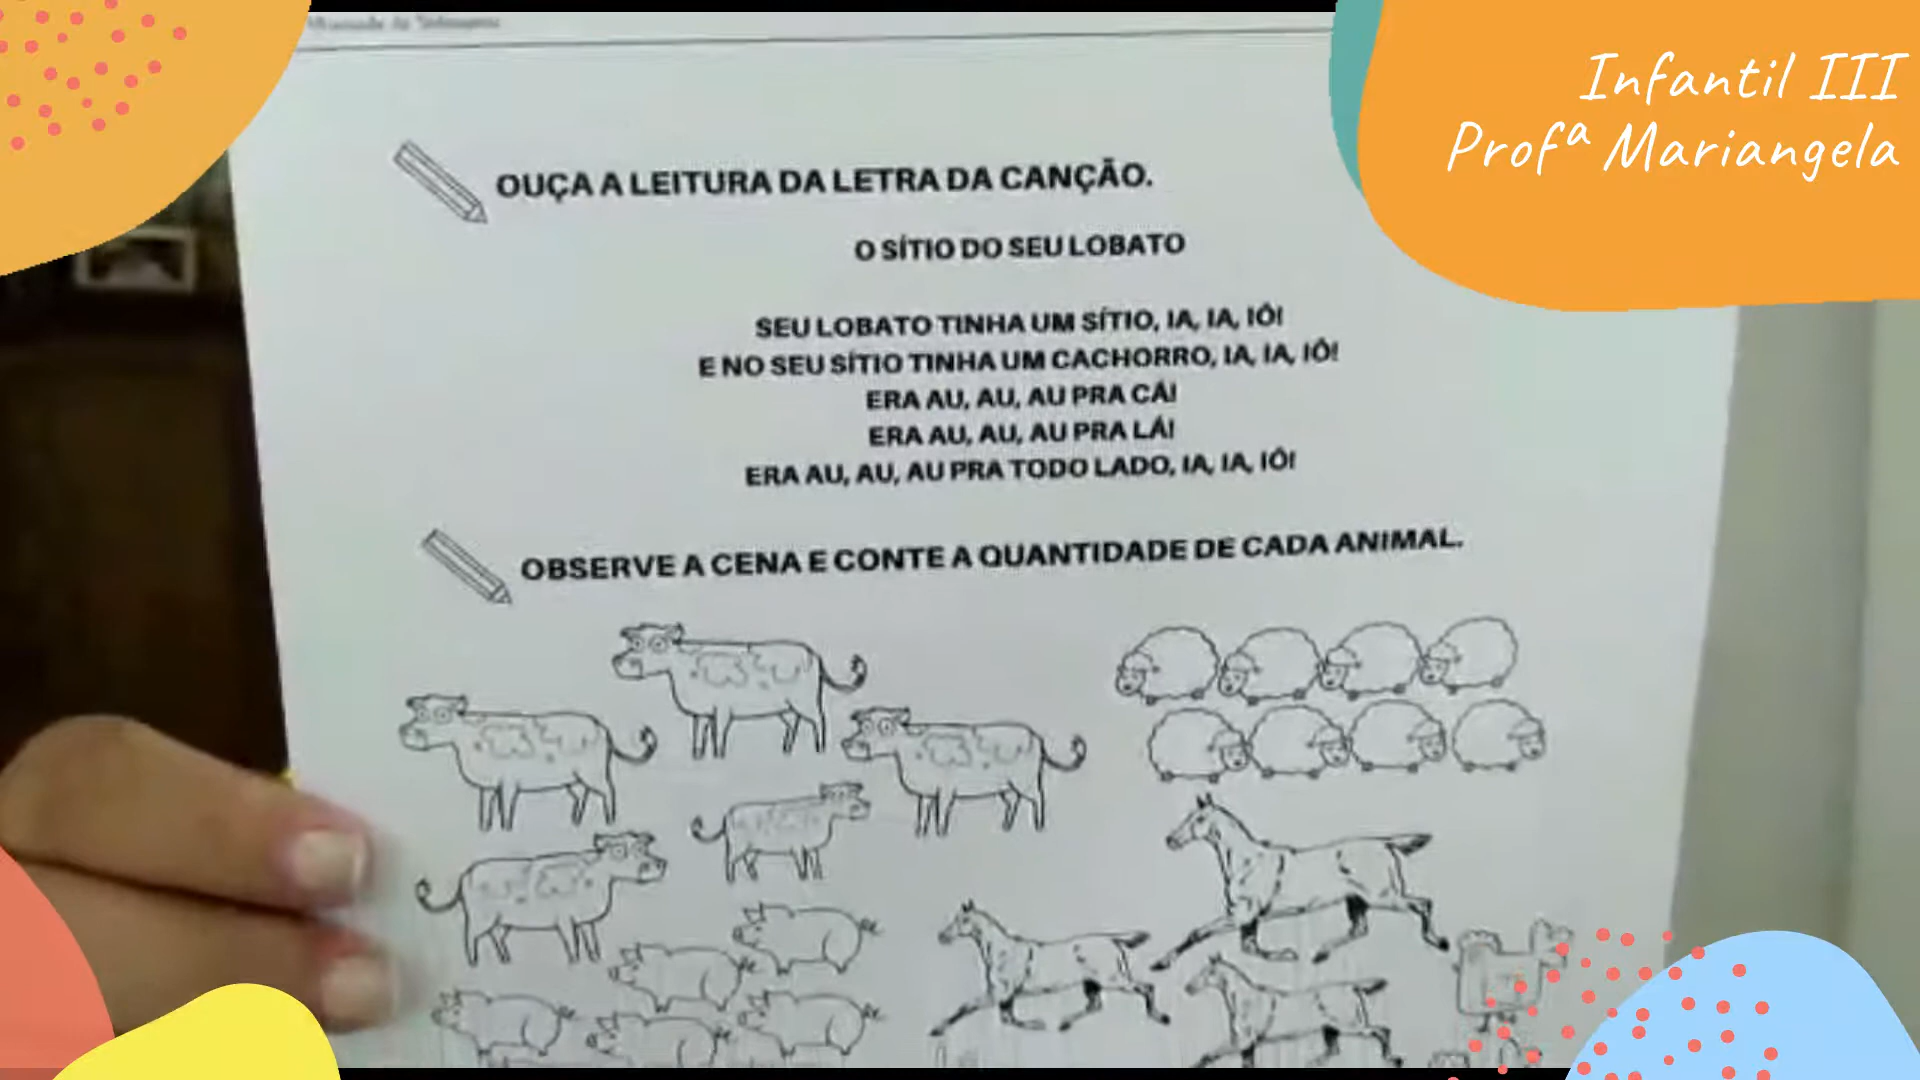 Infantil III
Profª Mariangela
OUÇA A LEITURA DA LETRA DA CANÇÃO.
O SÍTIO DO SEU LOBATO
SEU LOBATO TINHA UM SÍTIO, IA, IA, IÔ!
E NO SEU SÍTIO TINHA UM CACHORRO, IA, IA, IÔ!
ERA AU, AU, AU PRA CÁ!
ERA AU, AU, AU PRA LÁ!
ERA AU, AU, AU PRA TODO LADO, IA, IA, IÔ!
OBSERVE A CENA E CONTE A QUANTIDADE DE CADA ANIMAL.